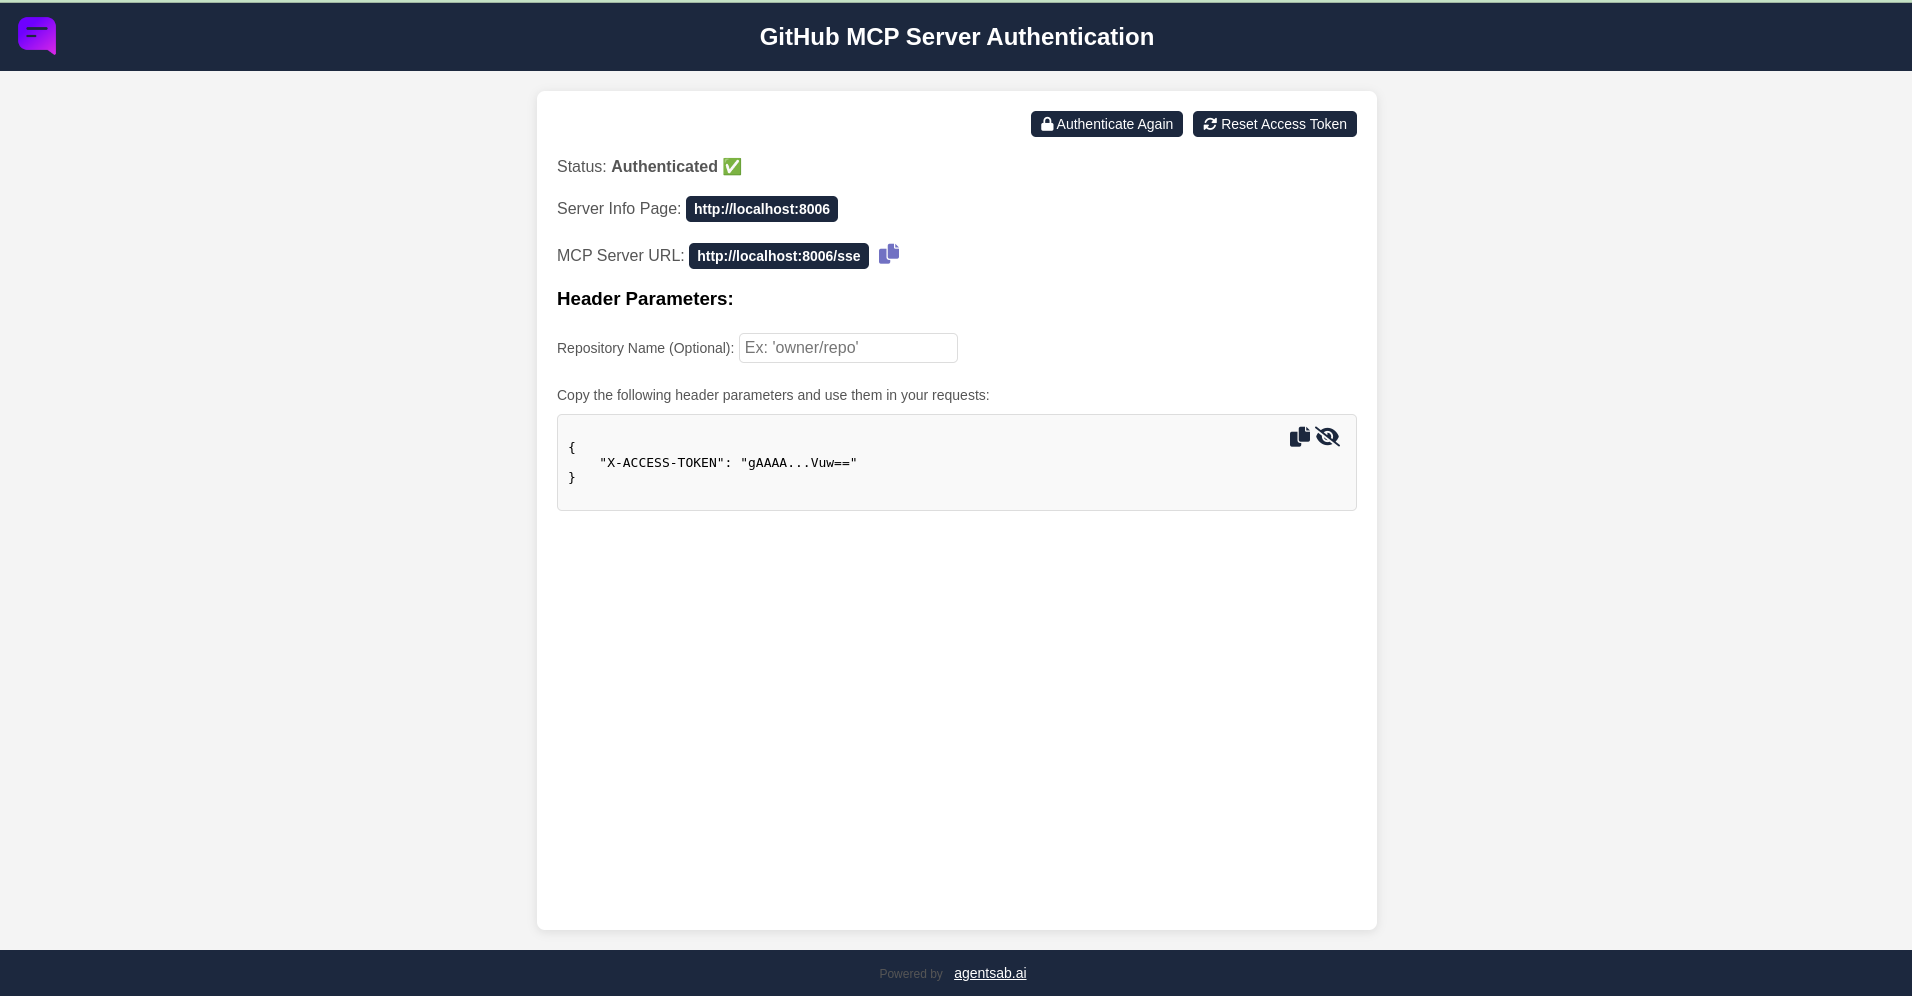 GitHub MCP Server Authentication
Authenticate Again
Reset Access Token
Status: Authenticated ✅
Server Info Page: http://localhost:8006
MCP Server URL: http://localhost:8006/sse
Header Parameters:
Repository Name (Optional): Ex: 'owner/repo'
Copy the following header parameters and use them in your requests:
{
    "X-ACCESS-TOKEN": "gAAAA...Vuw=="
}
Powered by agentsab.ai